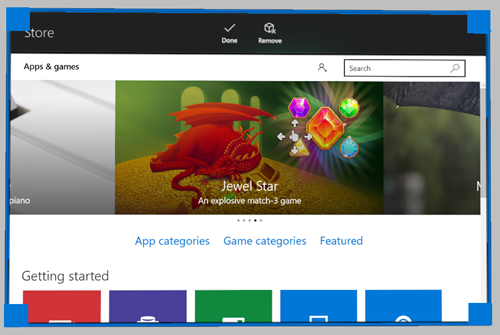 Store
Done
Remove
Apps & games
Search
Jewel Star
An explosive match-3 game
piano
App categories
Game categories
Featured
Getting started